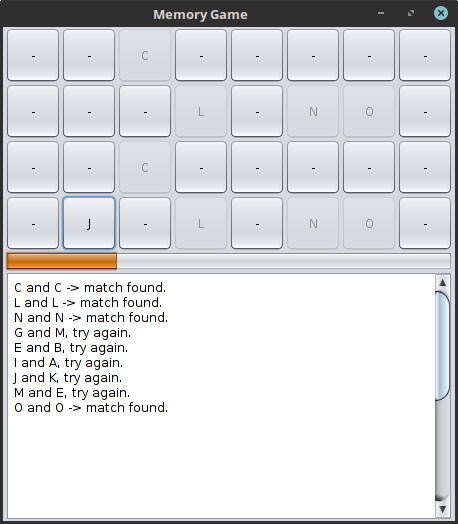 Memory Game
- - C - - - - -
- - - L - N O -
- - C - - - - -
- J - L - N O -
C and C -> match found.
L and L -> match found.
N and N -> match found.
G and M, try again.
E and B, try again.
I and A, try again.
J and K, try again.
M and E, try again.
O and O -> match found.